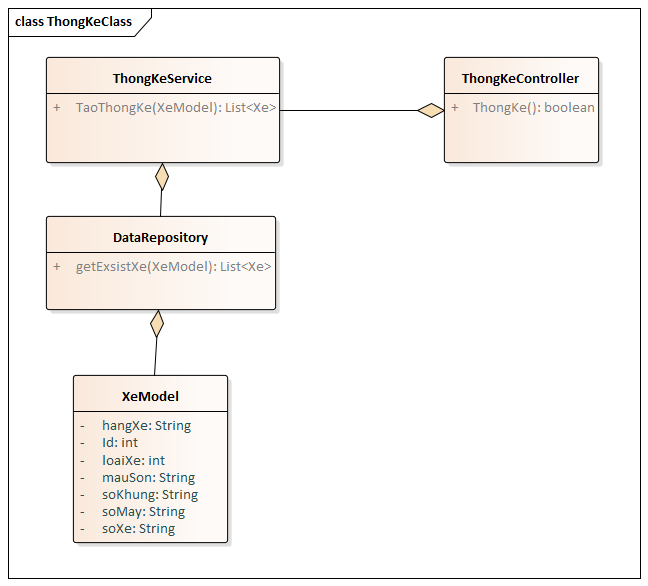 class ThongKeClass
ThongKeService
+ TaoThongKe(XeModel): List<Xe>
ThongKeController
+ ThongKe(): boolean
DataRepository
+ getExsistXe(XeModel): List<Xe>
XeModel
- hangXe: String
- Id: int
- loaiXe: int
- mauSon: String
- soKhung: String
- soMay: String
- soXe: String